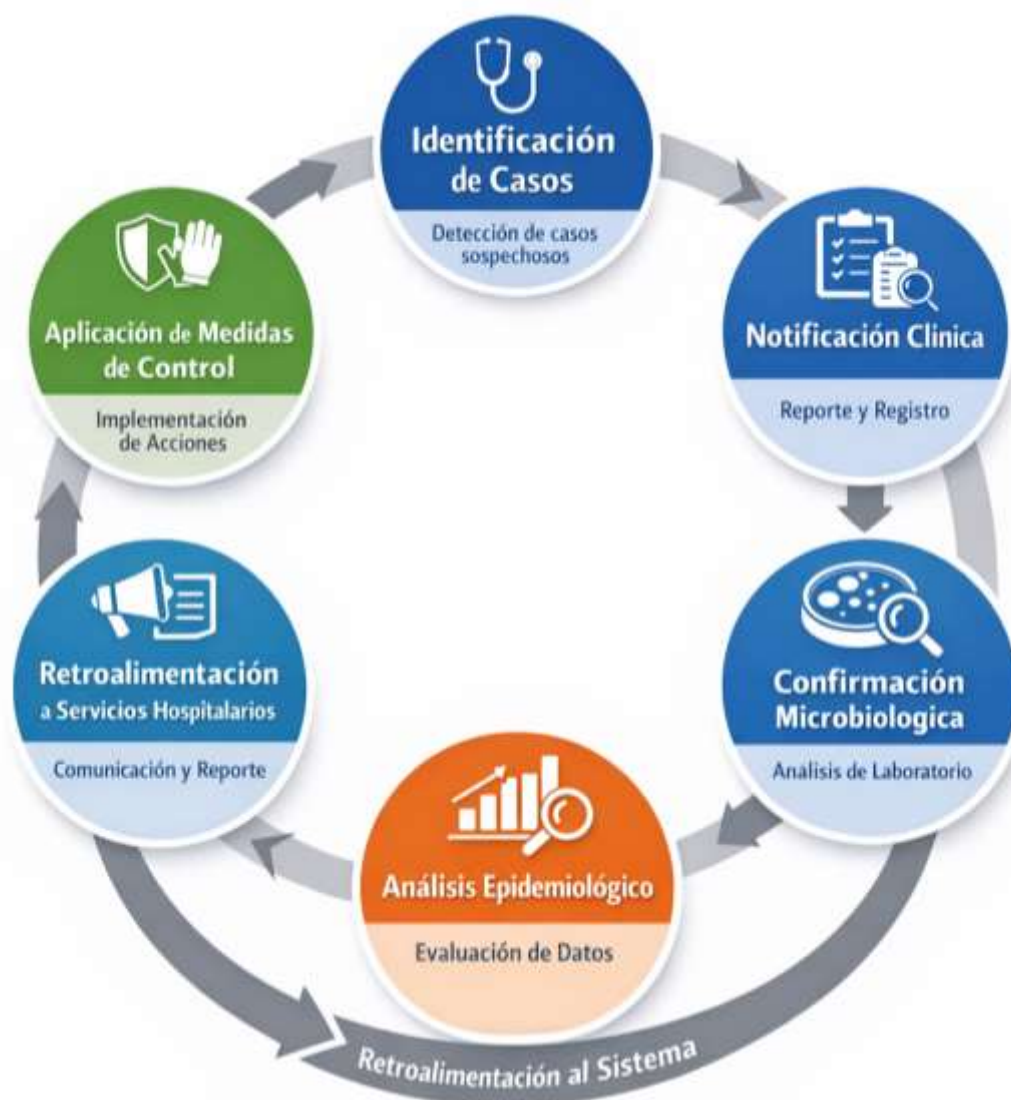 Identificación
de Casos
Detección de casos
sospechosos
Notificación Clinica
Reporte y Registro
Confirmación
Microbiologica
Analisis de Laboratorio
Análisis Epidemiológico
Evaluación de Datos
Retroalimentación
a Servicios Hospitalarios
Comunicación y Reporte
Aplicación de Medidas
de Control
Implementación
de Acciones
Retroalimentación al Sistema